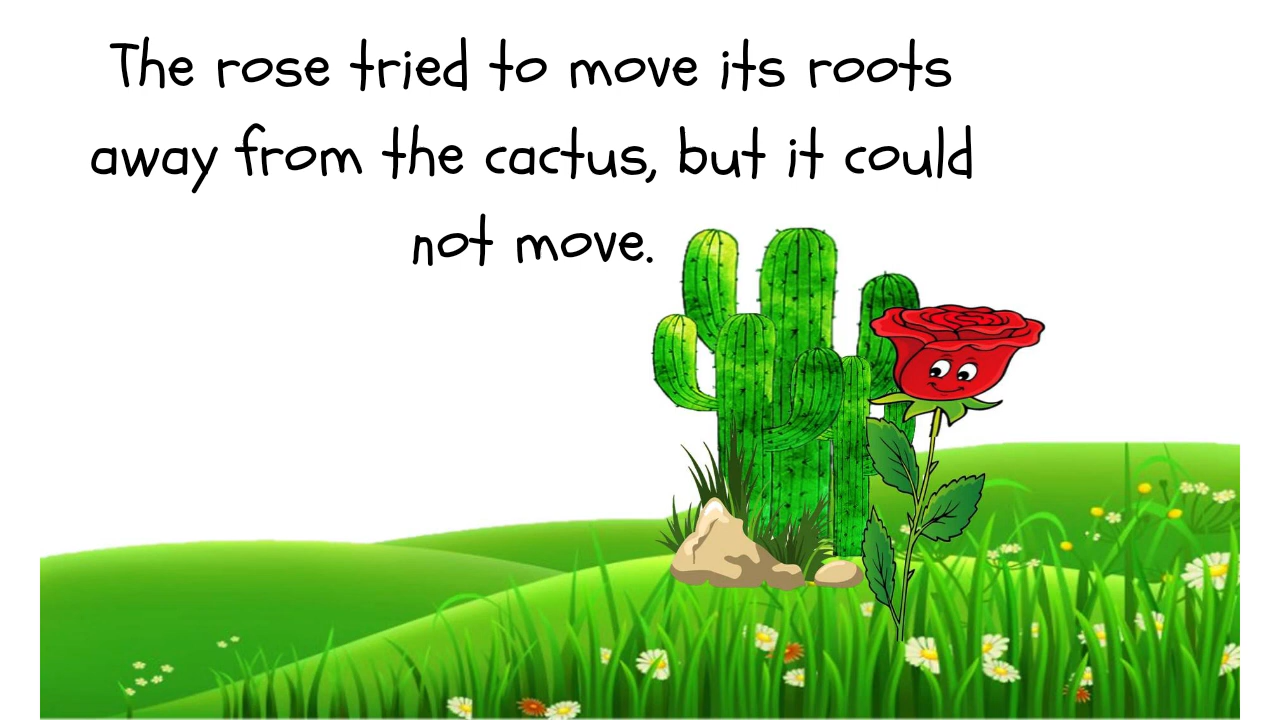 The rose tried to move its roots
away from the cactus, but it could
not move.